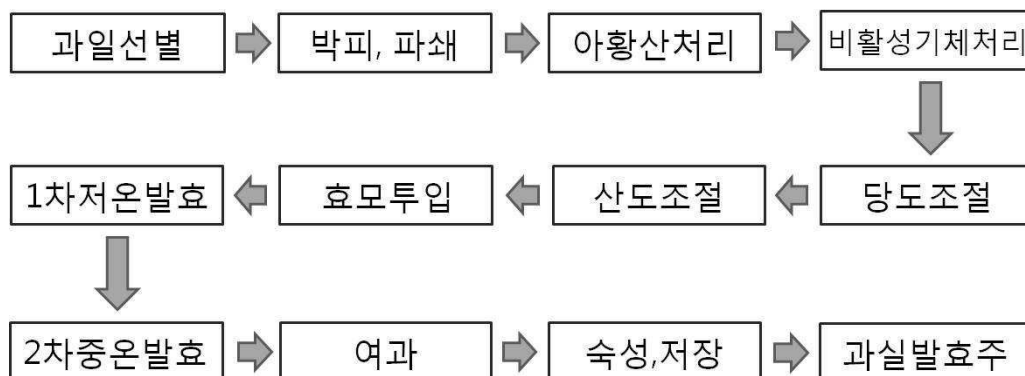 과일선별
박피, 파쇄
아황산처리
비활성기체처리
당도조절
산도조절
효모투입
1차저온발효
2차중온발효
여과
숙성,저장
과실발효주